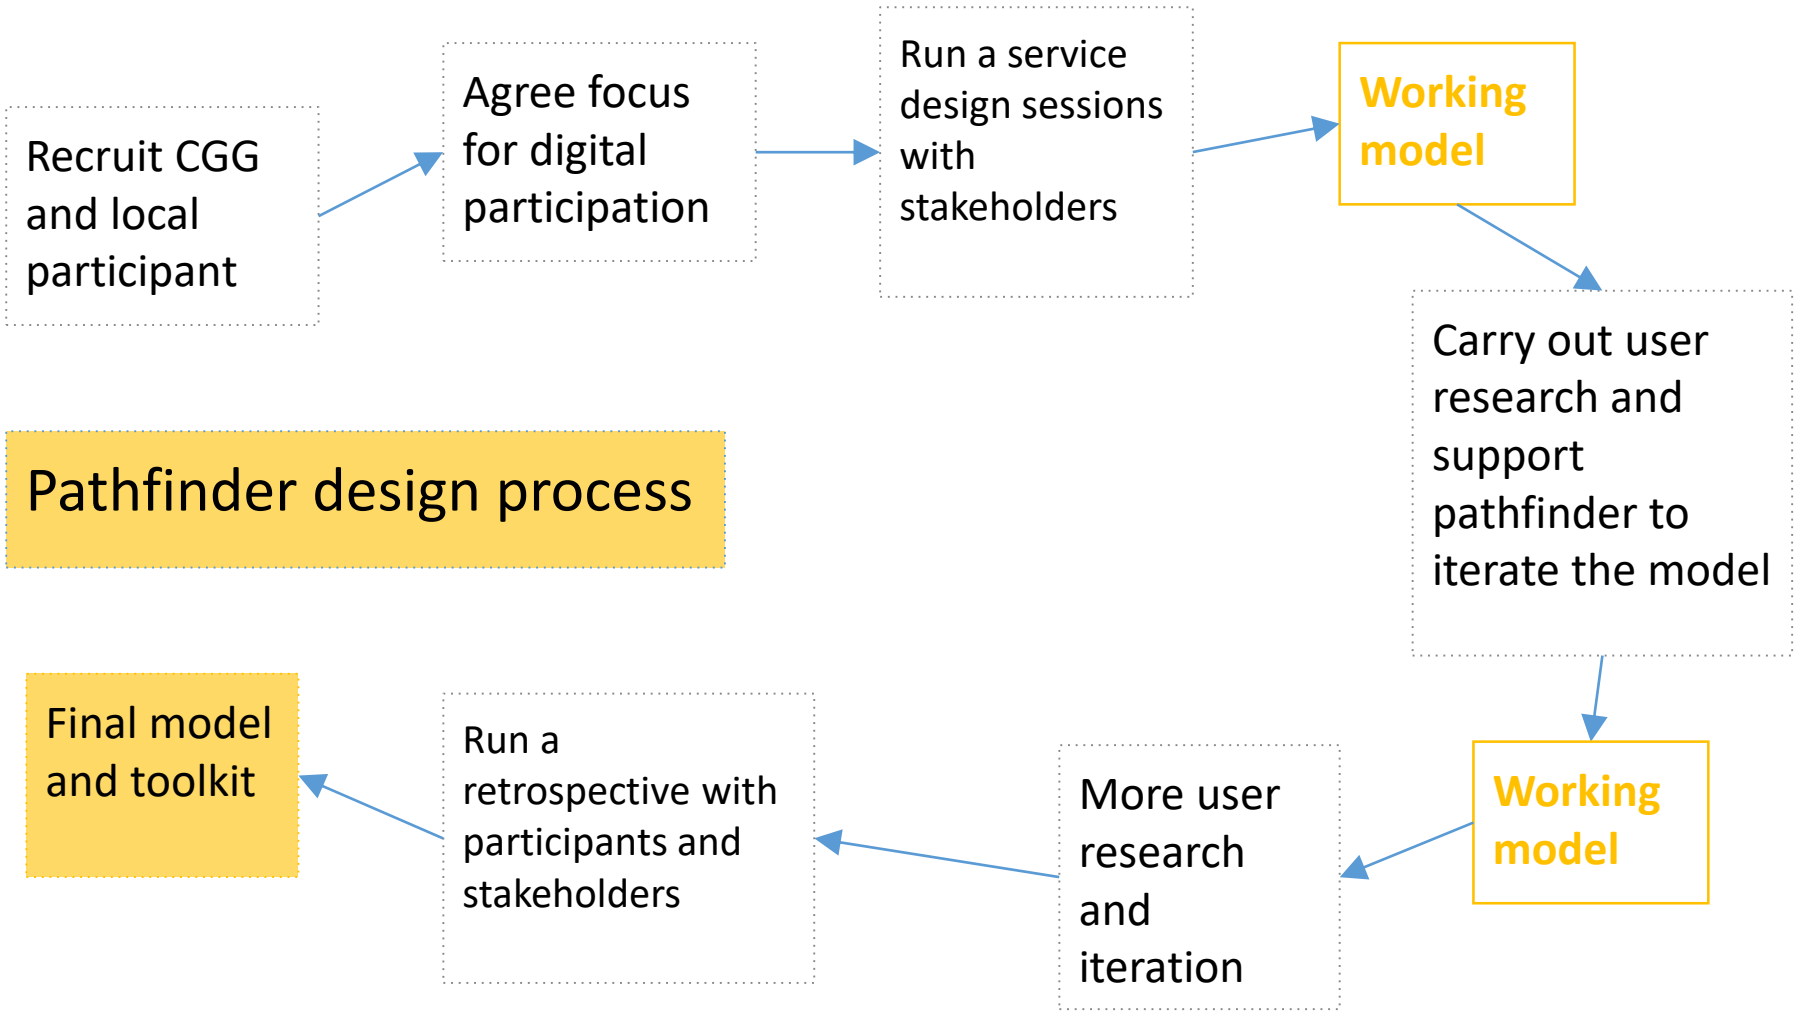 Recruit CGG
and local
participant
Agree focus
for digital
participation
Run a service
design sessions
with
stakeholders
Working
model
Carry out user
research and
support
pathfinder to
iterate the model
Pathfinder design process
Working
model
More user
research
and
iteration
Run a
retrospective with
participants and
stakeholders
Final model
and toolkit